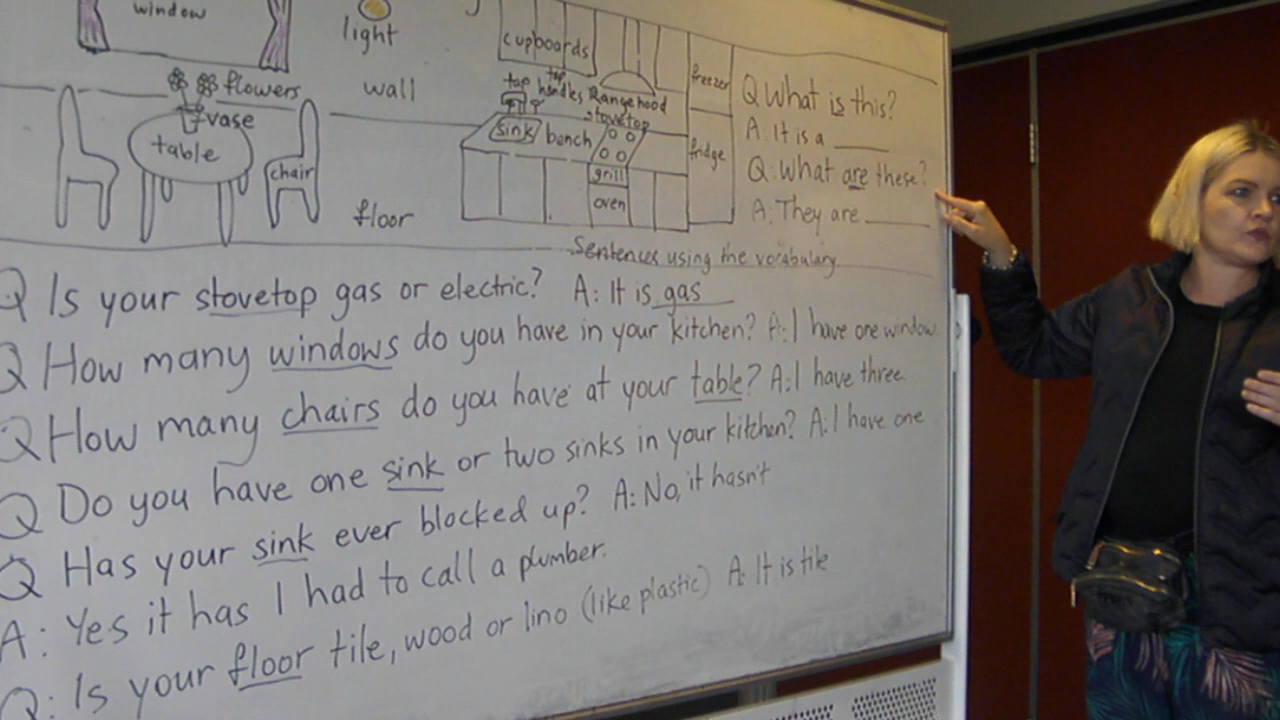 window
light
cupboards
flowers
wall
tap
tap handles
Rangehood
freezer
vase
stovetop
table
sink
bench
fridge
chair
grill
oven
floor
Q What is this?
A. It is a ____
Q. What are these?
A: They are ____
Sentences using the vocabulary
Q Is your stovetop gas or electric? A: It is gas
Q How many windows do you have in your kitchen? A: I have one window
Q How many chairs do you have at your table? A: I have three.
Q Do you have one sink or two sinks in your kitchen? A: I have one
Q Has your sink ever blocked up? A: No, it hasn't
A: Yes it has I had to call a plumber.
Q: Is your floor tile, wood or lino (like plastic) A: It is tile